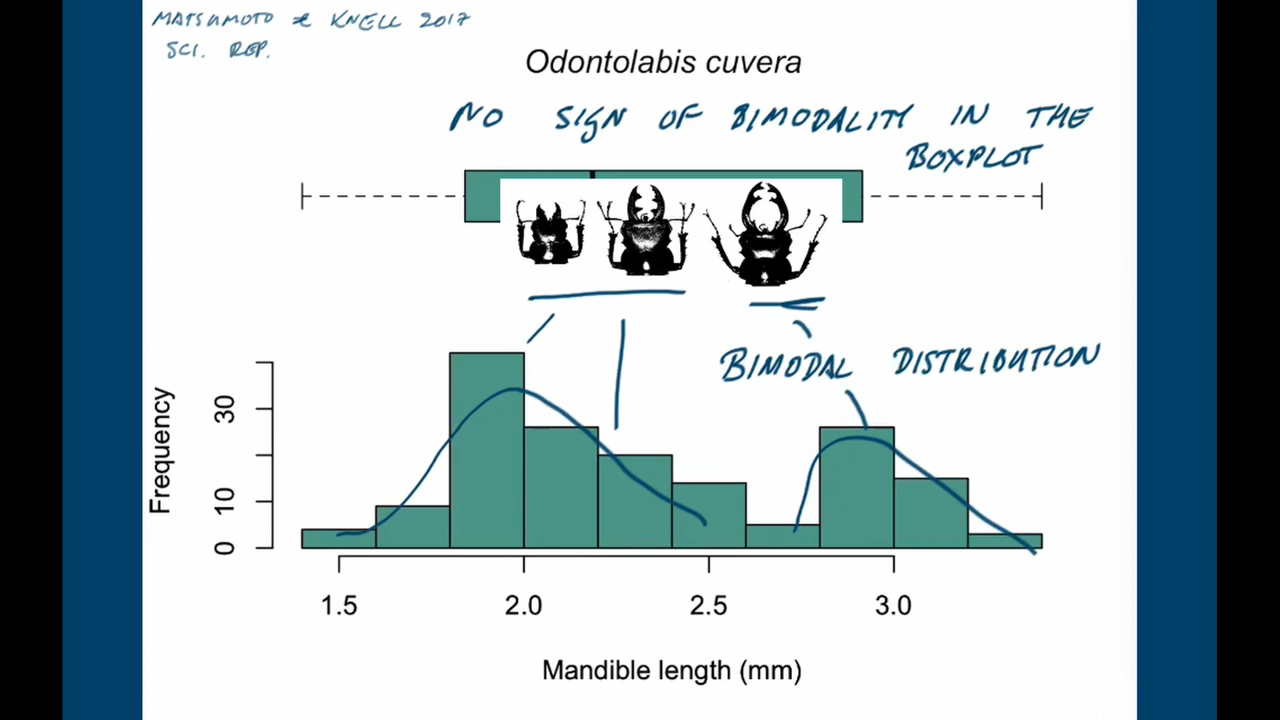 MATSUMOTO & KNELL 2017
SCI. REP.
Odontolabis cuvera
NO SIGN OF BIMODALITY IN THE
BOXPLOT
BIMODAL DISTRIBUTION
Frequency
30
10
0
1.5 2.0 2.5 3.0
Mandible length (mm)